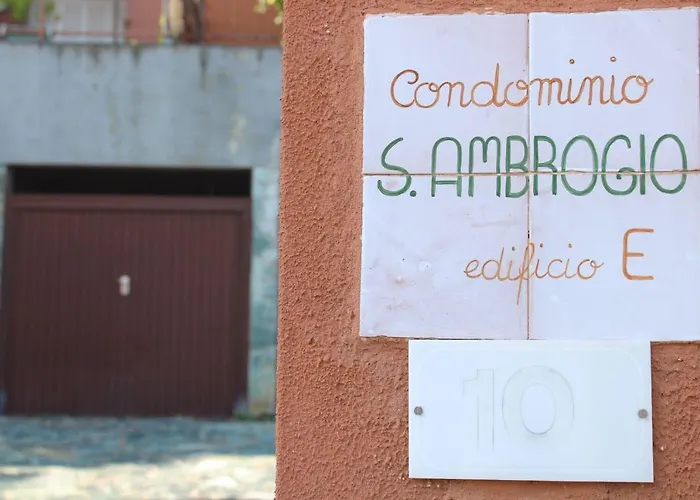 Condominio
S. AMBROGIO
edificio E
10